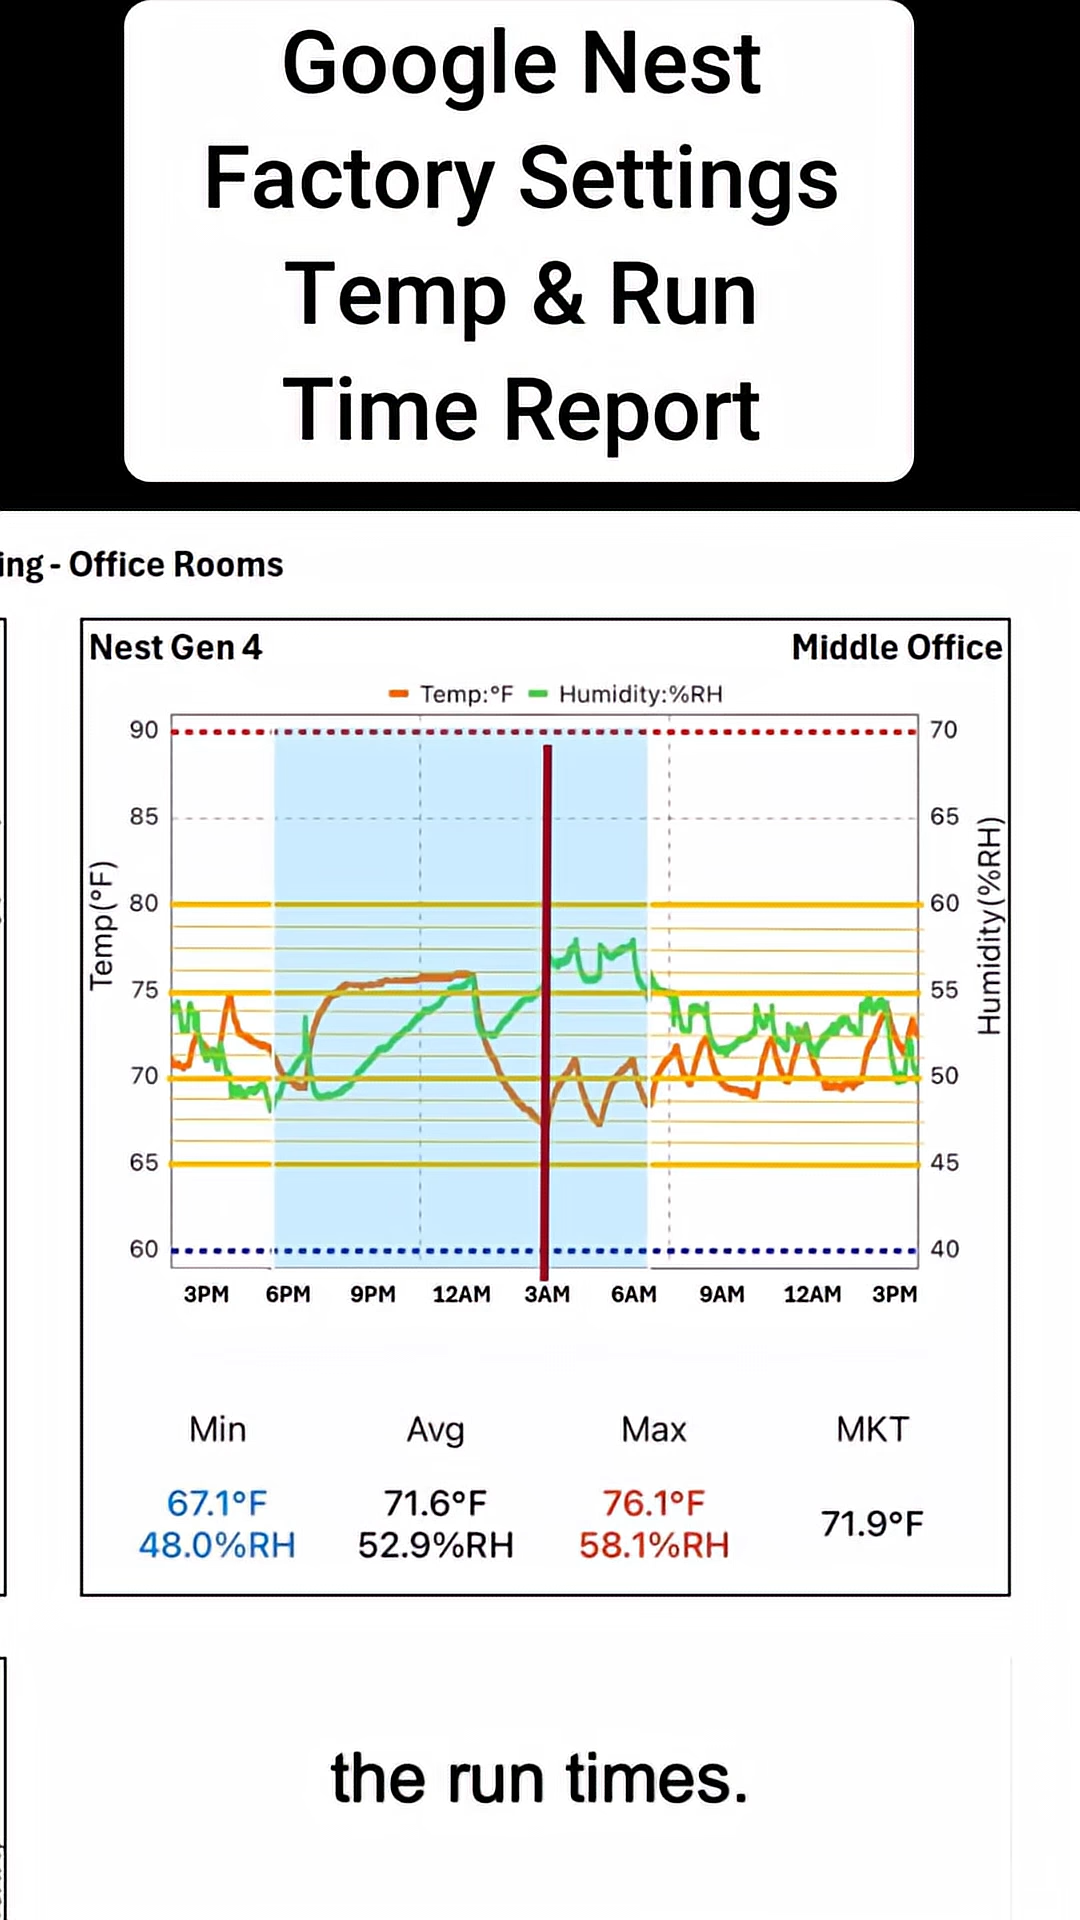 Google Nest
Factory Settings
Temp & Run
Time Report
ing - Office Rooms
Nest Gen 4 Middle Office
Temp:°F Humidity:%RH
90 70
85 65
80 60
75 55
70 50
65 45
60 40
Temp(°F)
Humidity(%RH)
3PM 6PM 9PM 12AM 3AM 6AM 9AM 12AM 3PM
Min Avg Max MKT
67.1°F 71.6°F 76.1°F 71.9°F
48.0%RH 52.9%RH 58.1%RH
the run times.